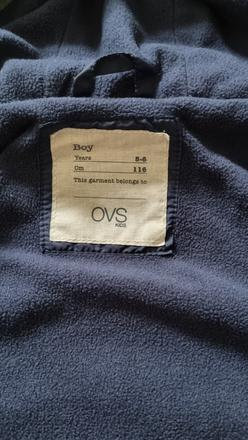 Boy
Years 5-6
Cm 116
This garment belongs to
OVS
KIDS